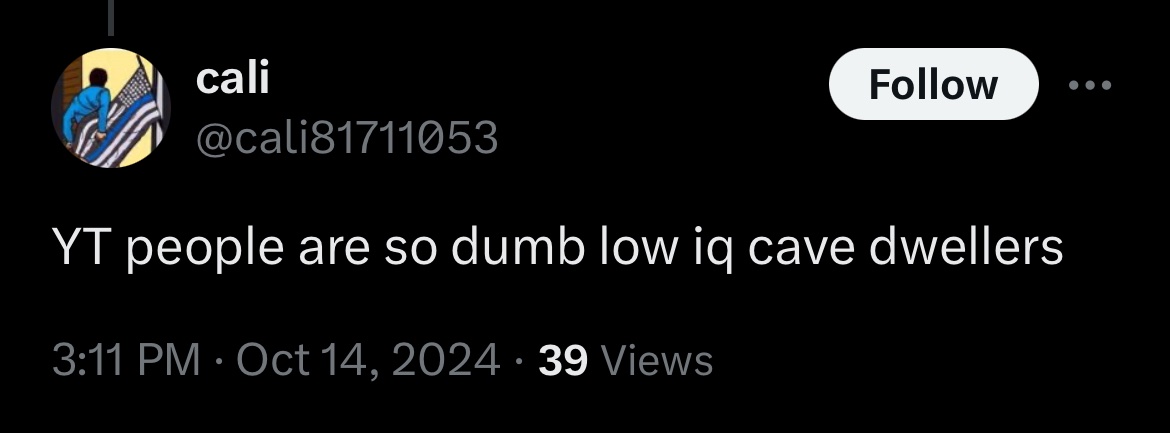 cali
Follow
@cali81711053
YT people are so dumb low iq cave dwellers
3:11 PM · Oct 14, 2024 · 39 Views